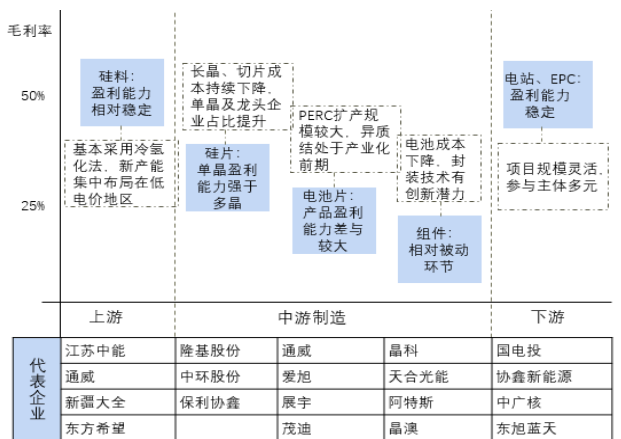 毛利率
50%
25%
硅料：
盈利能力
相对稳定
基本采用冷氢
化法，新产能
集中布局在低
电价地区
长晶、切片成
本持续下降，
单晶及龙头企
业占比提升
硅片：
单晶盈利
能力强于
多晶
PERC扩产规
模较大，异质
结处于产业化
前期
电池片：
产品盈利
能力差与
较大
电池成本
下降，封
装技术有
创新潜力
组件：
相对被动
环节
电站、EPC：
盈利能力
稳定
项目规模灵活，
参与主体多元
上游
中游制造
下游
代表企业
江苏中能 隆基股份 通威 晶科 国电投
通威 中环股份 爱旭 天合光能 协鑫新能源
新疆大全 保利协鑫 展宇 阿特斯 中广核
东方希望 茂迪 晶澳 东旭蓝天